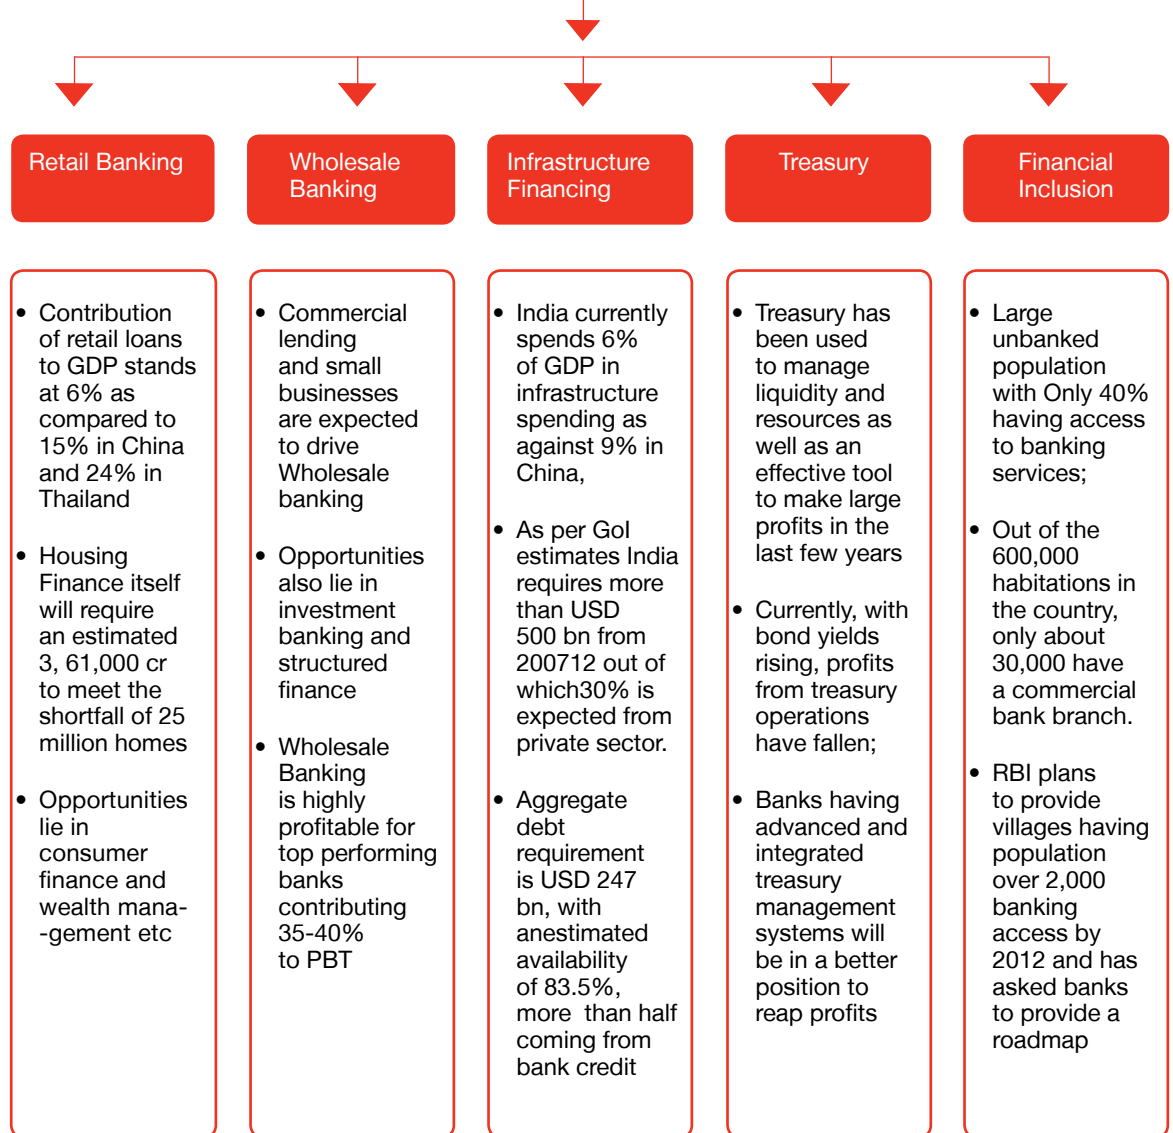 Retail Banking
Wholesale
Banking
Infrastructure
Financing
Treasury
Financial
Inclusion
• Contribution
of retail loans
to GDP stands
at 6% as
compared to
15% in China
and 24% in
Thailand
• Housing
Finance itself
will require
an estimated
3, 61,000 cr
to meet the
shortfall of 25
million homes
• Opportunities
lie in
consumer
finance and
wealth mana-
-gement etc
• Commercial
lending
and small
businesses
are expected
to drive
Wholesale
banking
• Opportunities
also lie in
investment
banking and
structured
finance
• Wholesale
Banking
is highly
profitable for
top performing
banks
contributing
35-40%
to PBT
• India currently
spends 6%
of GDP in
infrastructure
spending as
against 9% in
China,
• As per GoI
estimates India
requires more
than USD
500 bn from
200712 out of
which30% is
expected from
private sector.
• Aggregate
debt
requirement
is USD 247
bn, with
anestimated
availability
of 83.5%,
more than half
coming from
bank credit
• Treasury has
been used
to manage
liquidity and
resources as
well as an
effective tool
to make large
profits in the
last few years
• Currently, with
bond yields
rising, profits
from treasury
operations
have fallen;
• Banks having
advanced and
integrated
treasury
management
systems will
be in a better
position to
reap profits
• Large
unbanked
population
with Only 40%
having access
to banking
services;
• Out of the
600,000
habitations in
the country,
only about
30,000 have
a commercial
bank branch.
• RBI plans
to provide
villages having
population
over 2,000
banking
access by
2012 and has
asked banks
to provide a
roadmap